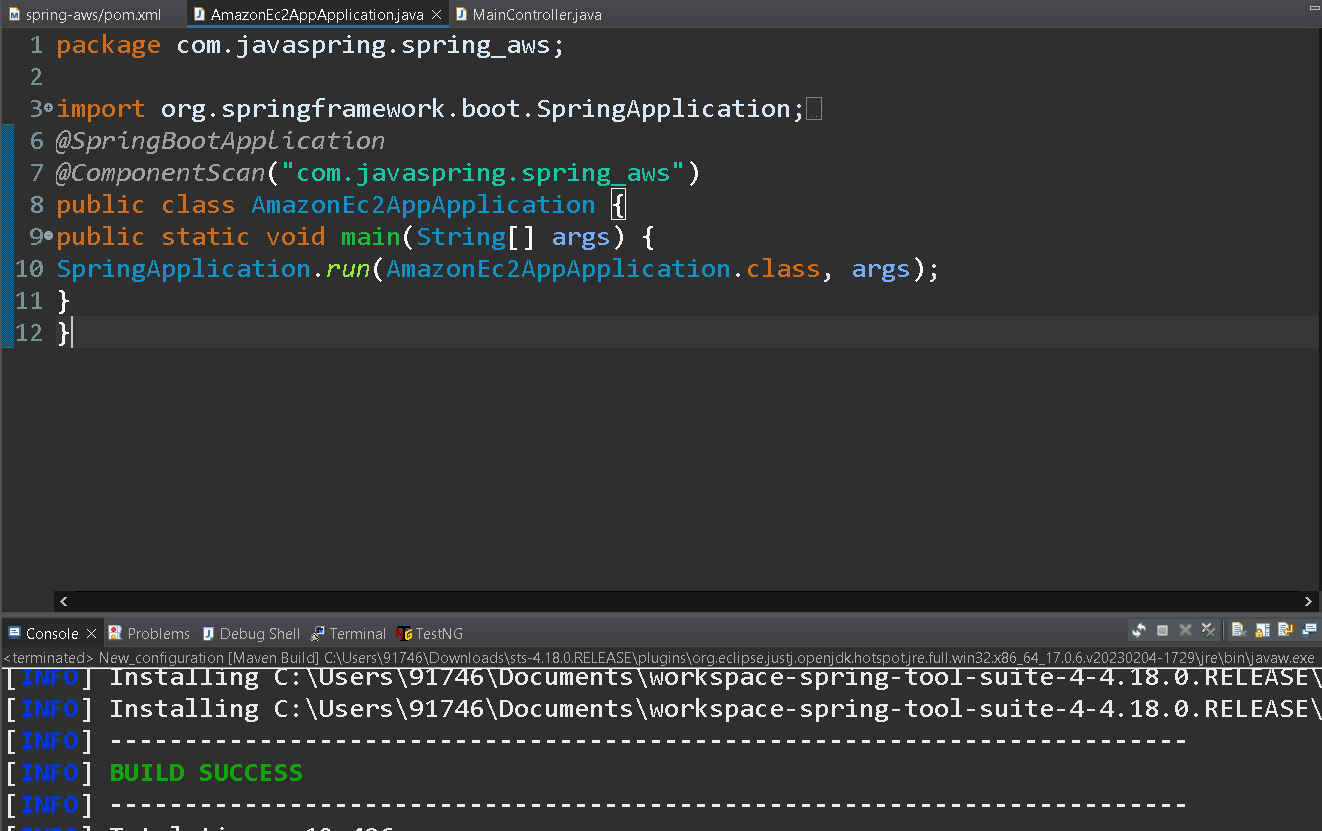 spring-aws/pom.xml AmazonEc2AppApplication.java MainController.java
1 package com.javaspring.spring_aws;
2
3 import org.springframework.boot.SpringApplication;
6 @SpringBootApplication
7 @ComponentScan("com.javaspring.spring_aws")
8 public class AmazonEc2AppApplication {
9 public static void main(String[] args) {
10 SpringApplication.run(AmazonEc2AppApplication.class, args);
11 }
12 }
Console Problems Debug Shell Terminal TestNG
<terminated> New_configuration [Maven Build] C:\Users\91746\Downloads\sts-4.18.0.RELEASE\plugins\org.eclipse.justj.openjdk.hotspot.jre.full.win32.x86_64_17.0.6.v20230204-1729\jre\bin\javaw.exe
[INFO] Installing C:\Users\91746\Documents\workspace-spring-tool-suite-4-4.18.0.RELEASE\
[INFO] Installing C:\Users\91746\Documents\workspace-spring-tool-suite-4-4.18.0.RELEASE\
[INFO] ------------------------------------------------------------------------
[INFO] BUILD SUCCESS
[INFO] ------------------------------------------------------------------------